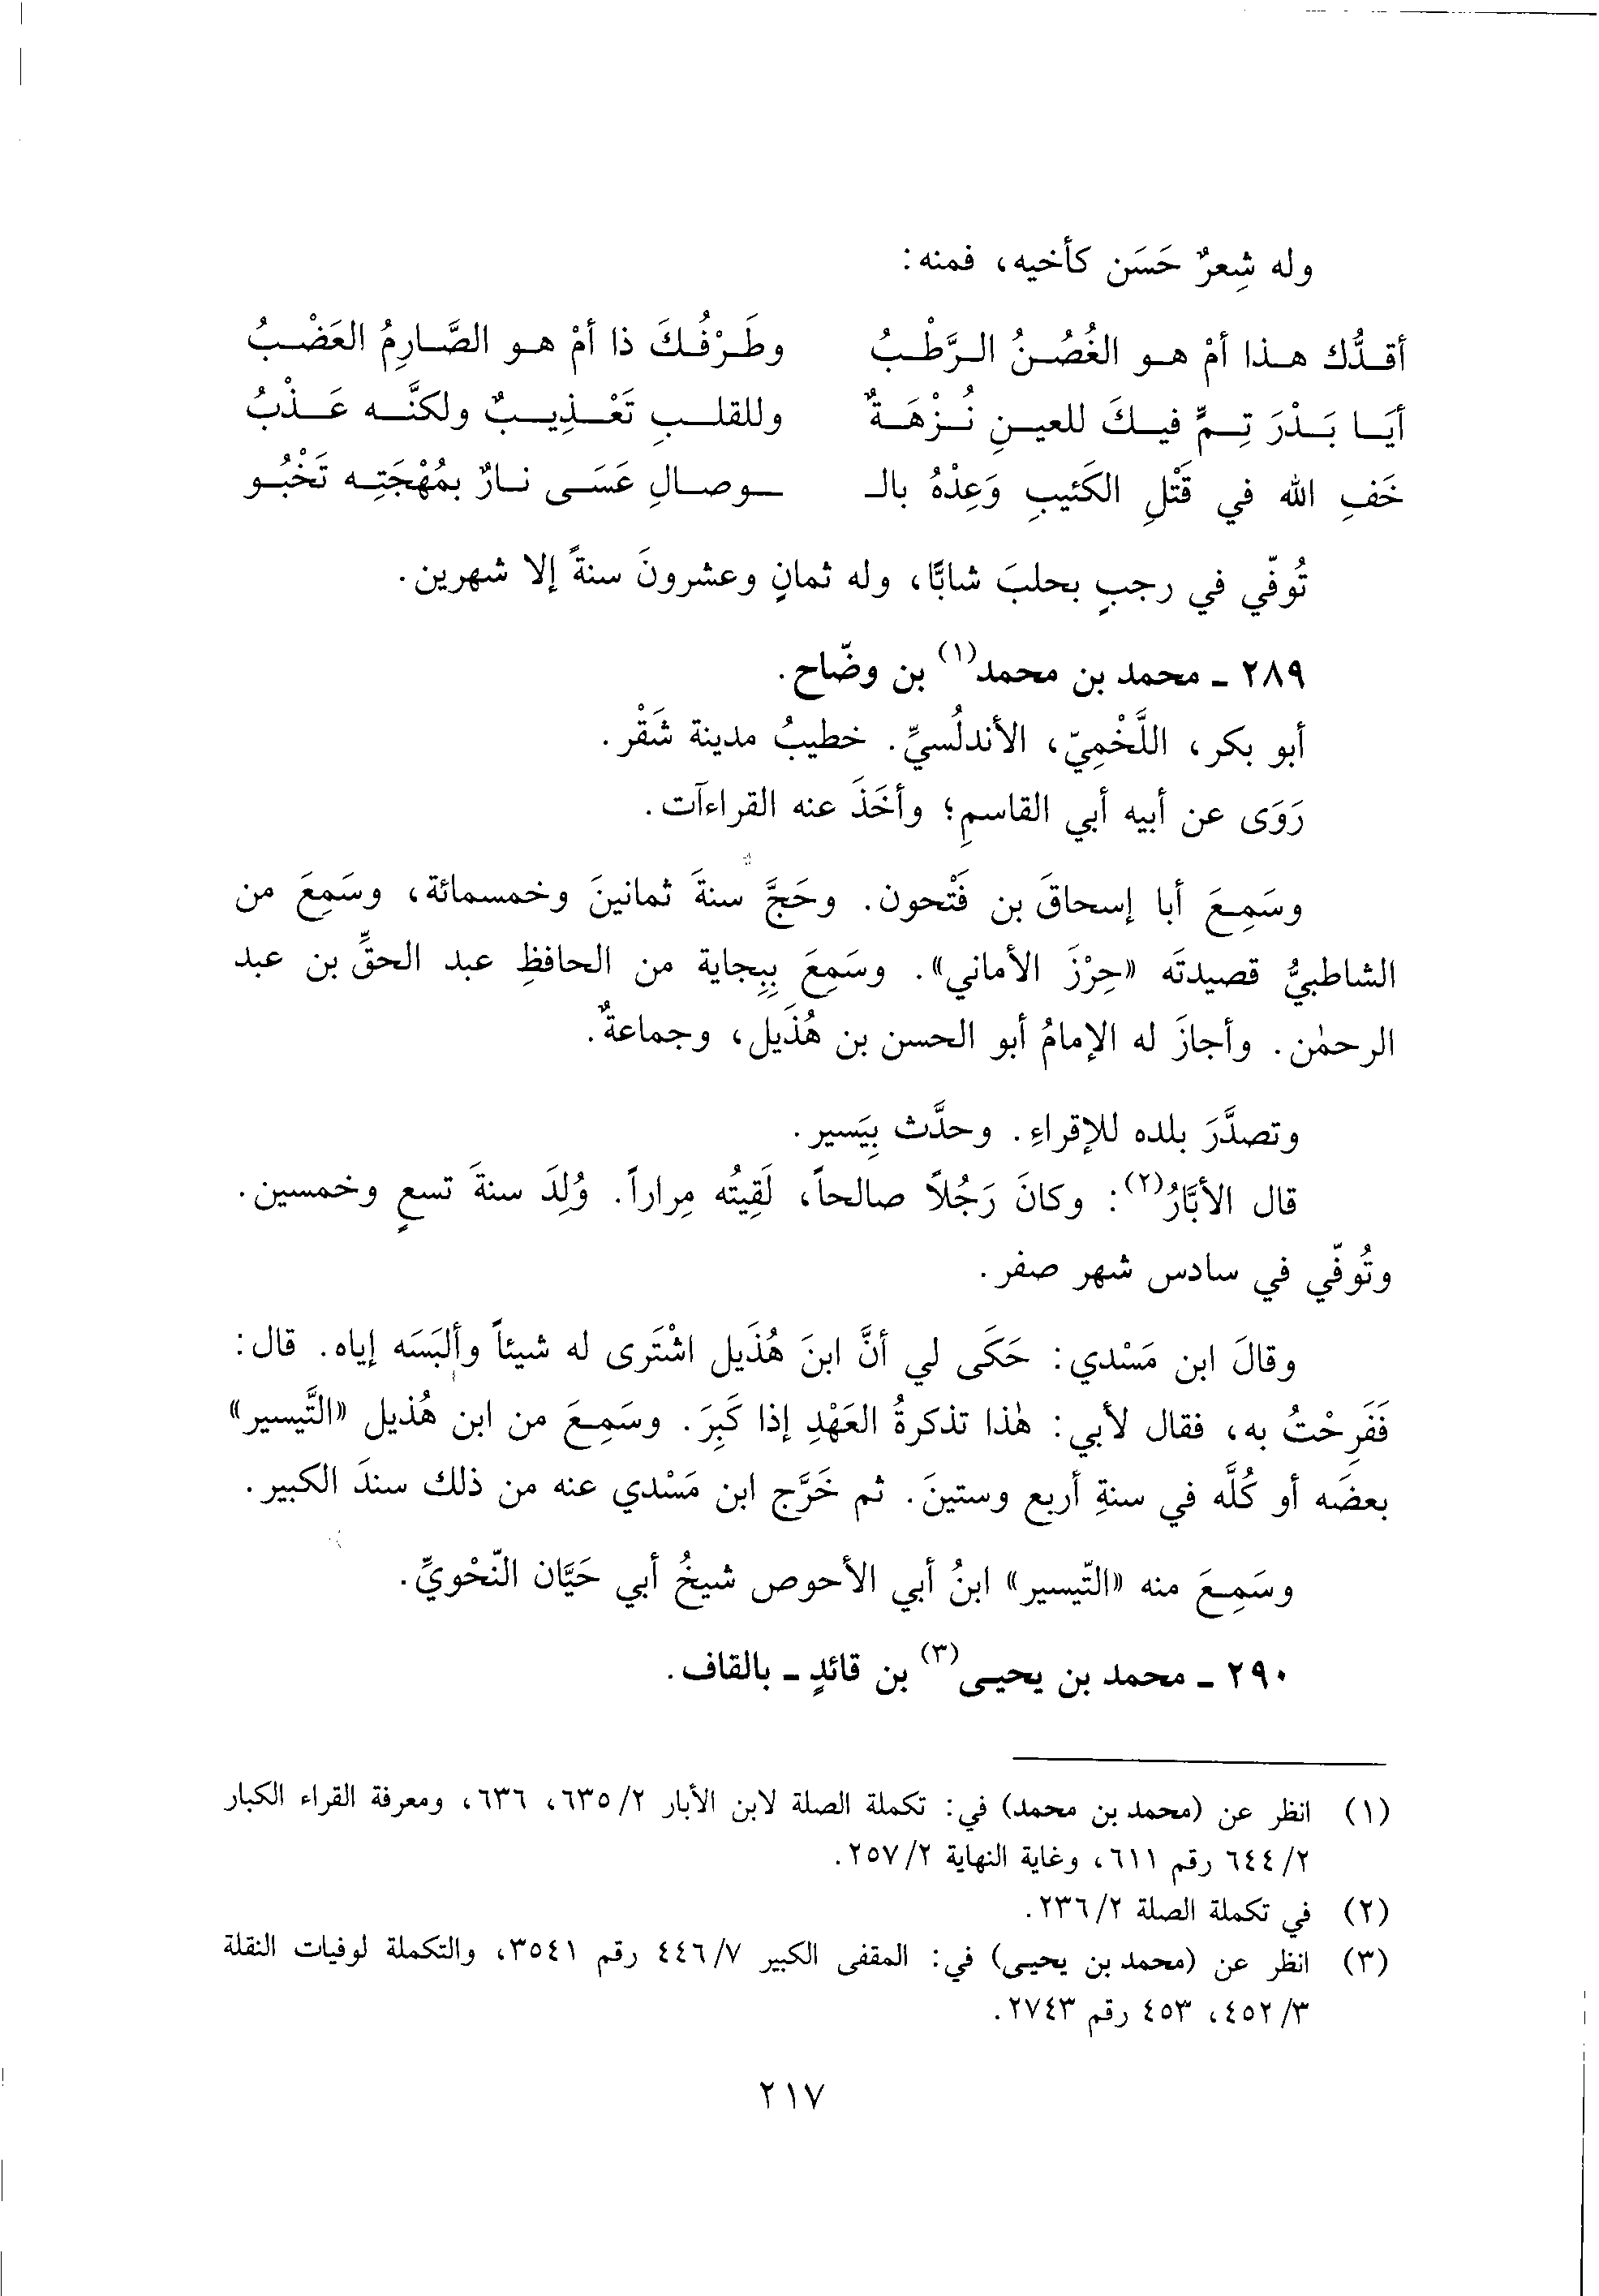 وله شِعرٌ حَسَن كأخيه، فمنه:
أقـدُّك هـذا أمْ هـو الغُصُـنُ الـرَّطْـبُ وطَـرْفُـكَ ذا أمْ هـو الصَّـارِمُ العَضْـبُ
أيَـا بَـدْرَ تِـمٍّ فيـكَ للعيـنِ نُـزْهَـةٌ وللقلـبِ تَعْـذِيـبٌ ولكنَّـه عَـذْبُ
خَفِ الله في قَتْلِ الكَئيبِ وَعِدْهُ بالـ ـوصـالِ عَسَـى نـارٌ بمُهْجَتِـه تَخْبُـو
تُوفّي في رجبٍ بحلبَ شابًّا، وله ثمانٍ وعشرونَ سنةً إلا شهرين.
٢٨٩ ـ محمد بن محمد(١) بن وضّاح.
أبو بكر، اللَّخْمِيّ، الأندلُسيِّ. خطيبُ مدينة شَقْر.
رَوَى عن أبيه أبي القاسمِ؛ وأخَذَ عنه القراءآت.
وسَمِـعَ أبا إسحاقَ بن فَتْحون. وحَجَّ سنةَ ثمانينَ وخمسمائة، وسَمِعَ من
الشاطبيُّ قصيدتَه «حِرْزَ الأماني». وسَمِعَ بِبِجاية من الحافظِ عبد الحقِّ بن عبد
الرحمٰن. وأجازَ له الإمامُ أبو الحسن بن هُذَيل، وجماعةٌ.
وتصدَّرَ بلده للإقراءِ. وحدَّث بِيَسير.
قال الأبَّارُ(٢): وكانَ رَجُلاً صالحاً، لَقِيتُه مِراراً. وُلِدَ سنةَ تسعٍ وخمسين.
وتُوفّي في سادس شهر صفر.
وقالَ ابن مَسْدي: حَكَى لي أنَّ ابنَ هُذَيل اشْتَرى له شيئاً وألبَسَه إياه. قال:
فَفَرِحْتُ به، فقال لأبي: هٰذا تذكرةُ العَهْدِ إذا كَبِرَ. وسَمِـعَ من ابن هُذيل «التَّيسير»
بعضَه أو كُلَّه في سنةِ أربع وستينَ. ثم خَرَّج ابن مَسْدي عنه من ذلك سندَ الكبير.
وسَمِـعَ منه «التّيسير» ابنُ أبي الأحوص شيخُ أبي حَيَّان النّحْويِّ.
٢٩٠ ـ محمد بن يحيـى(٣) بن قائدٍ ـ بالقاف.
(١) انظر عن (محمد بن محمد) في: تكملة الصلة لابن الأبار ٢/ ٦٣٥، ٦٣٦، ومعرفة القراء الكبار
٢/ ٦٤٤ رقم ٦١١، وغاية النهاية ٢/ ٢٥٧.
(٢) في تكملة الصلة ٢/ ٢٣٦.
(٣) انظر عن (محمد بن يحيـى) في: المقفى الكبير ٧/ ٤٤٦ رقم ٣٥٤١، والتكملة لوفيات النقلة
٣/ ٤٥٢، ٤٥٣ رقم ٢٧٤٣.
٢١٧